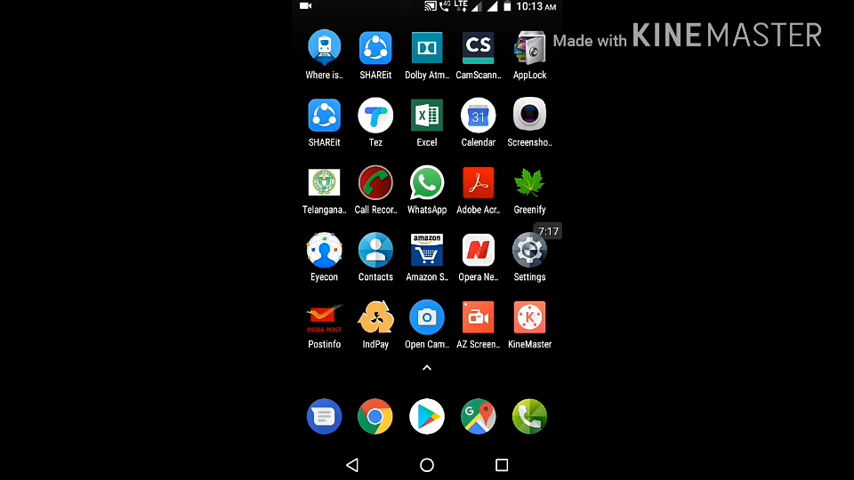 LTE 10:13 AM
Made with KINEMASTER
Where is.. SHAREit Dolby Atm.. CamScann.. AppLock
SHAREit Tez Excel Calendar Screensho..
Telangana.. Call Recor.. WhatsApp Adobe Acr.. Greenify
7:17
Eyecon Contacts Amazon S.. Opera Ne.. Settings
Postinfo IndPay Open Cam.. AZ Screen.. KineMaster
CS
31
amazon
INDIA POST